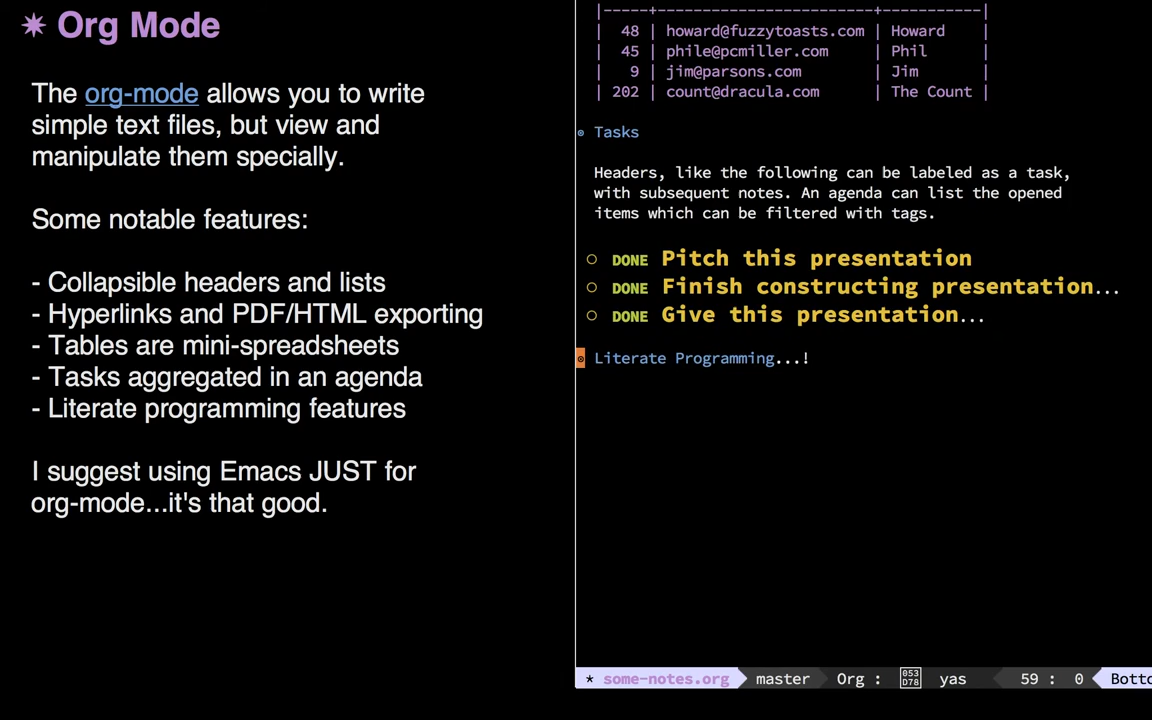 ✷ Org Mode
The org-mode allows you to write
simple text files, but view and
manipulate them specially.
Some notable features:
- Collapsible headers and lists
- Hyperlinks and PDF/HTML exporting
- Tables are mini-spreadsheets
- Tasks aggregated in an agenda
- Literate programming features
I suggest using Emacs JUST for
org-mode...it's that good.
|-----+------------------------+-----------|
| 48 | howard@fuzzytoasts.com | Howard |
| 45 | phile@pcmiller.com | Phil |
| 9 | jim@parsons.com | Jim |
| 202 | count@dracula.com | The Count |
Tasks
Headers, like the following can be labeled as a task,
with subsequent notes. An agenda can list the opened
items which can be filtered with tags.
○ DONE Pitch this presentation
○ DONE Finish constructing presentation...
○ DONE Give this presentation...
Literate Programming...!
* some-notes.org master Org : 053D78 yas 59 : 0 Botto